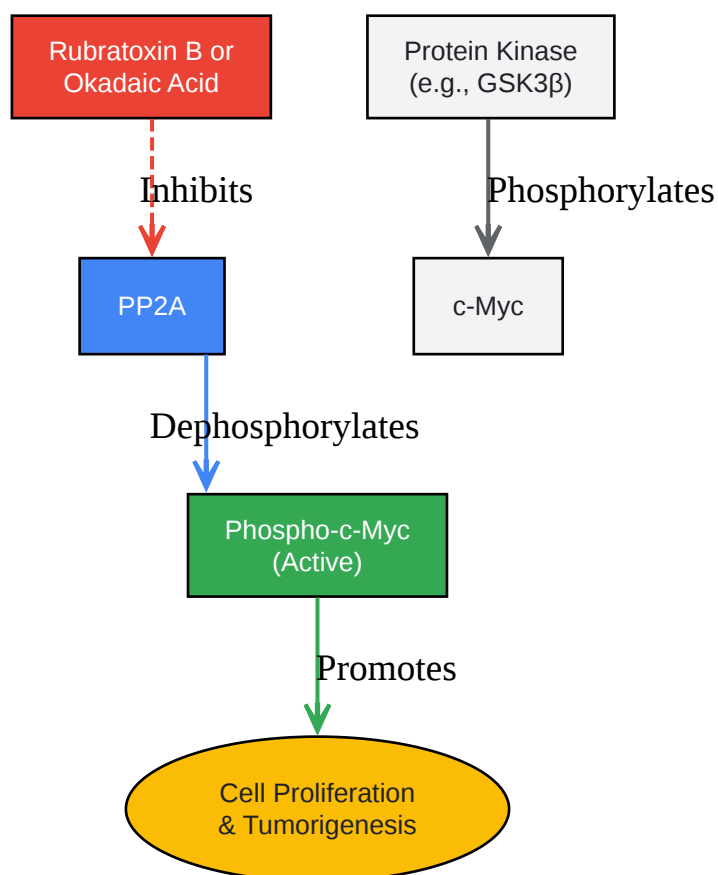 Rubratoxin B or
Okadaic Acid
Protein Kinase
(e.g., GSK3β)
Inhibits
Phosphorylates
PP2A
c-Myc
Dephosphorylates
Phospho-c-Myc
(Active)
Promotes
Cell Proliferation
& Tumorigenesis